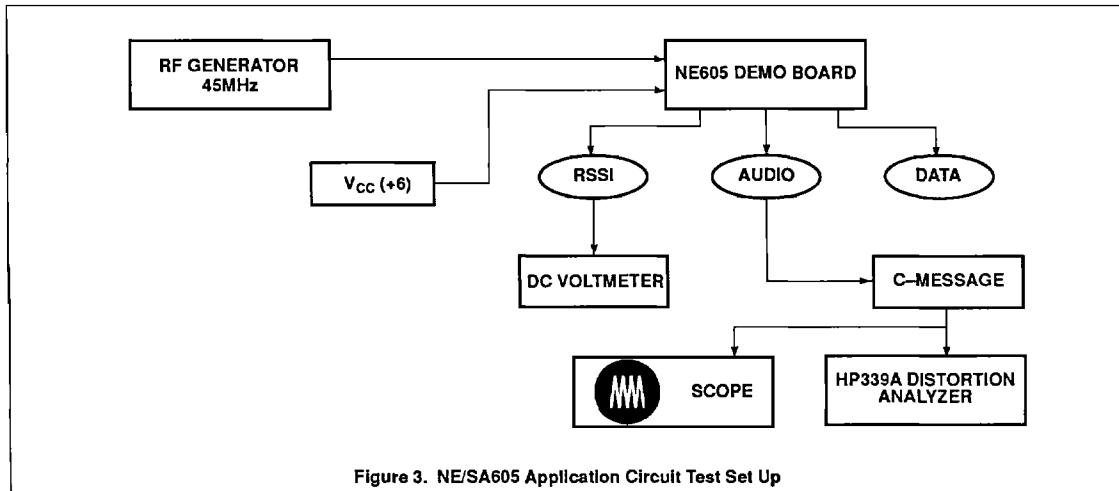 RF GENERATOR
45MHz
NE605 DEMO BOARD
VCC (+6)
RSSI
AUDIO
DATA
DC VOLTMETER
C–MESSAGE
SCOPE
HP339A DISTORTION
ANALYZER
Figure 3. NE/SA605 Application Circuit Test Set Up